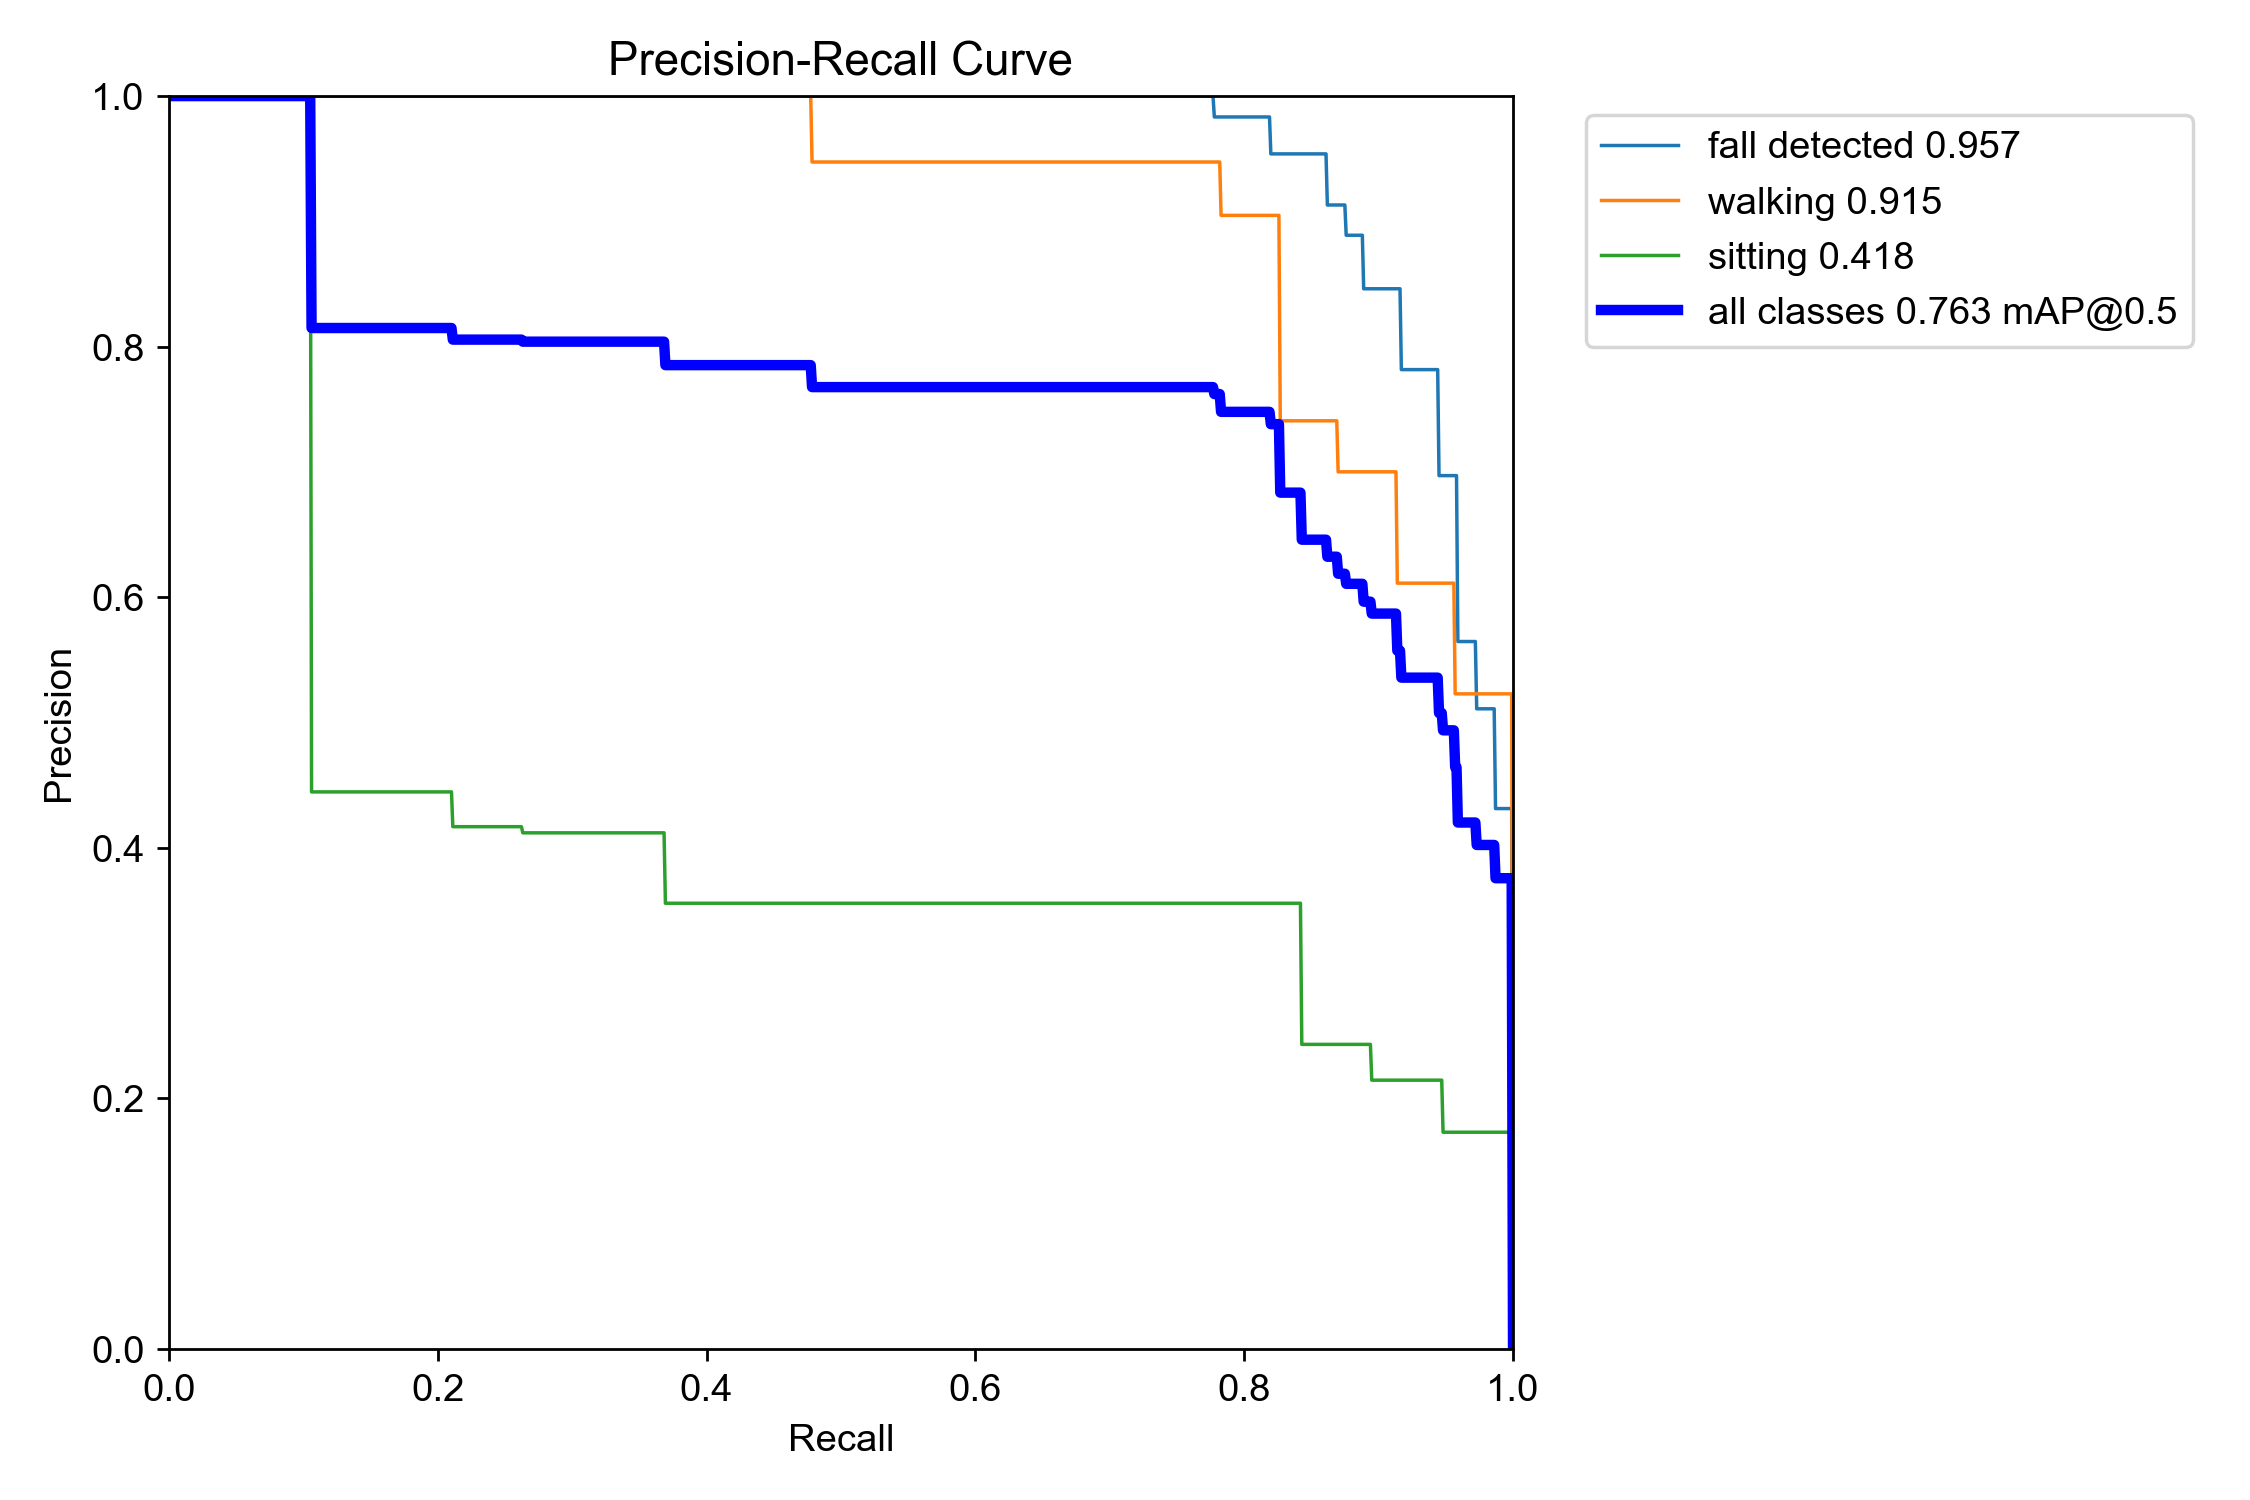 Precision-Recall Curve
1.0
0.8
0.6
0.4
0.2
0.0
Precision
0.0 0.2 0.4 0.6 0.8 1.0
Recall
fall detected 0.957
walking 0.915
sitting 0.418
all classes 0.763 mAP@0.5